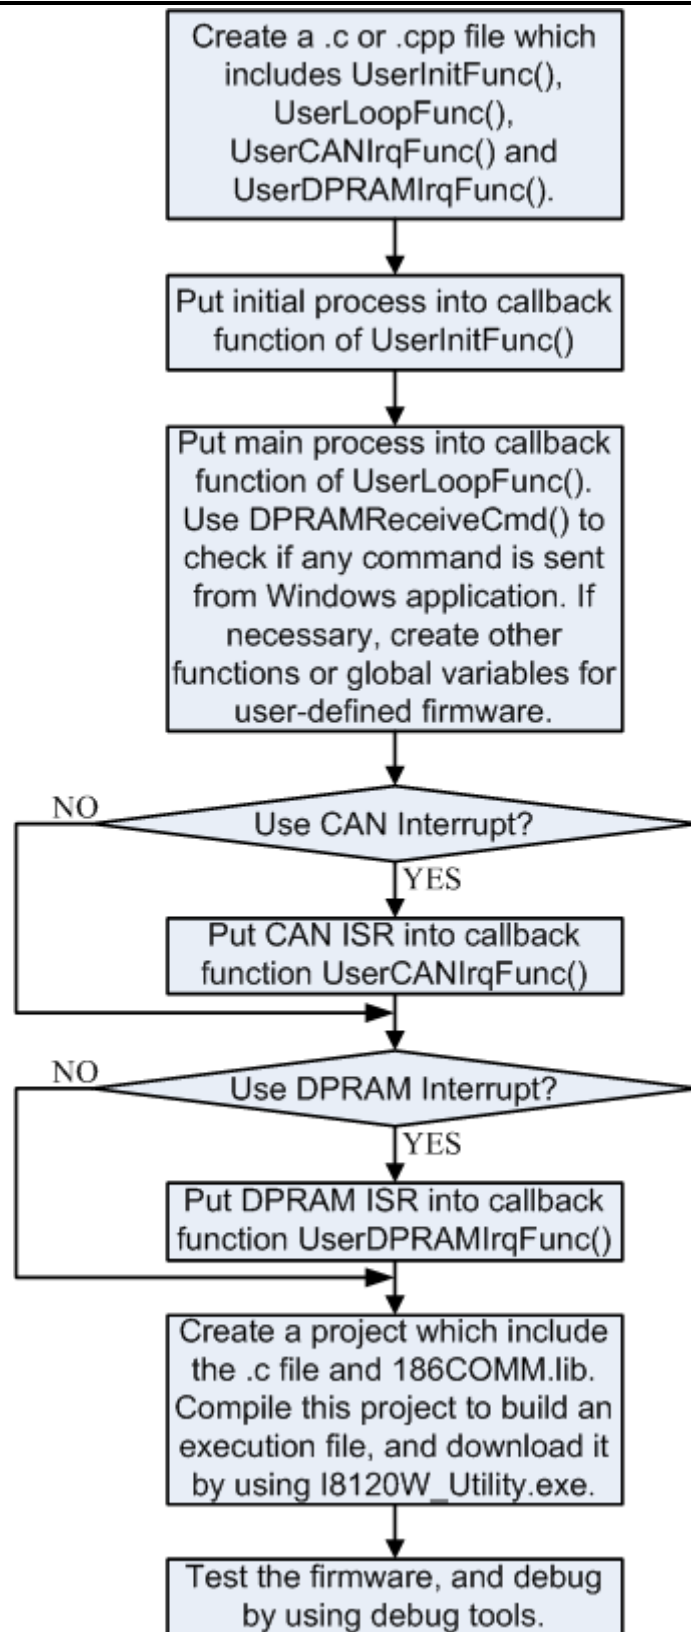 Create a .c or .cpp file which
includes UserInitFunc(),
UserLoopFunc(),
UserCANIrqFunc() and
UserDPRAMIrqFunc().
Put initial process into callback
function of UserInitFunc()
Put main process into callback
function of UserLoopFunc().
Use DPRAMReceiveCmd() to
check if any command is sent
from Windows application. If
necessary, create other
functions or global variables for
user-defined firmware.
NO
Use CAN Interrupt?
YES
Put CAN ISR into callback
function UserCANIrqFunc()
NO
Use DPRAM Interrupt?
YES
Put DPRAM ISR into callback
function UserDPRAMIrqFunc()
Create a project which include
the .c file and 186COMM.lib.
Compile this project to build an
execution file, and download it
by using I8120W_Utility.exe.
Test the firmware, and debug
by using debug tools.